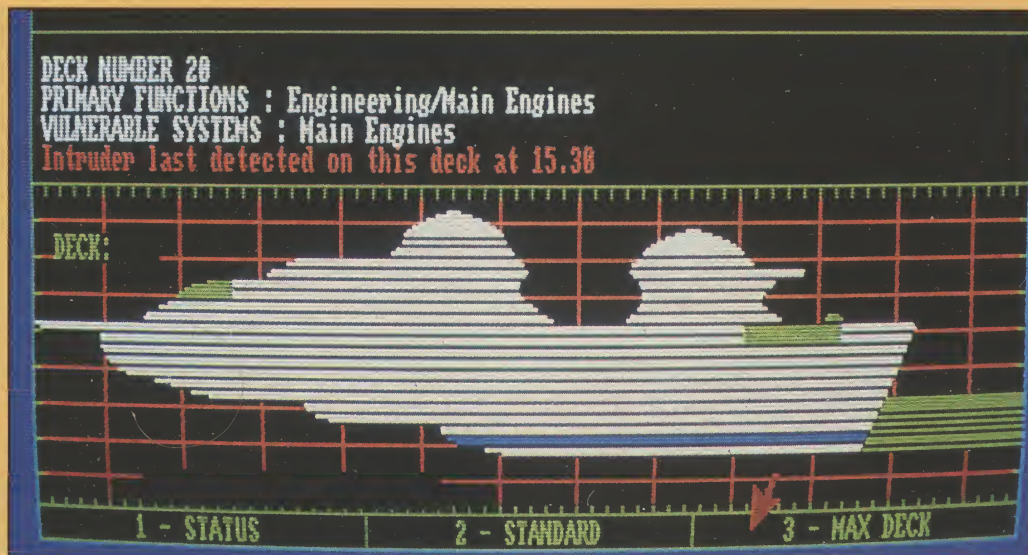 DECK NUMBER 20
PRIMARY FUNCTIONS : Engineering/Main Engines
VULNERABLE SYSTEMS : Main Engines
Intruder last detected on this deck at 15.30
DECK:
1 - STATUS
2 - STANDARD
3 - MAX DECK